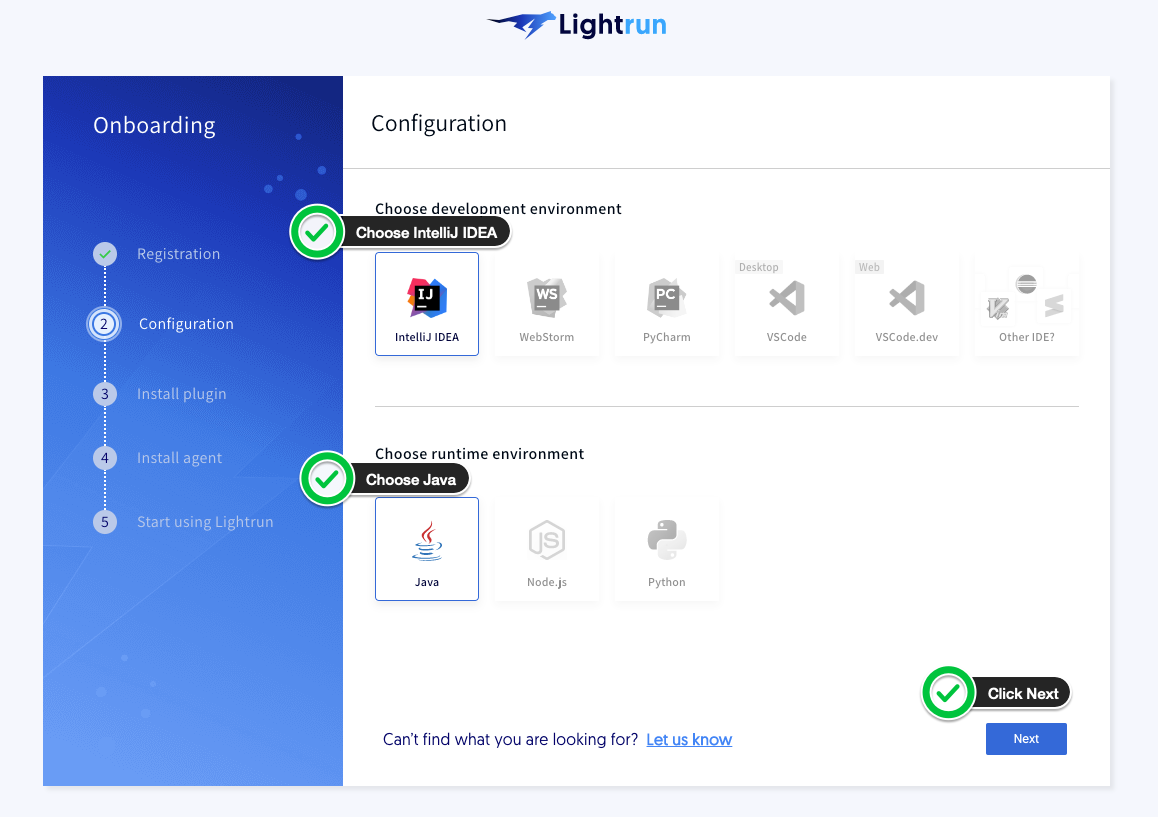 Lightrun
Onboarding
Registration
2 Configuration
3 Install plugin
4 Install agent
5 Start using Lightrun
Configuration
Choose development environment
Choose IntelliJ IDEA
IJ
IntelliJ IDEA
WS
WebStorm
PC
PyCharm
Desktop
VSCode
Web
VSCode.dev
Other IDE?
Choose runtime environment
Choose Java
Java
JS
Node.js
Python
Click Next
Can't find what you are looking for? Let us know
Next